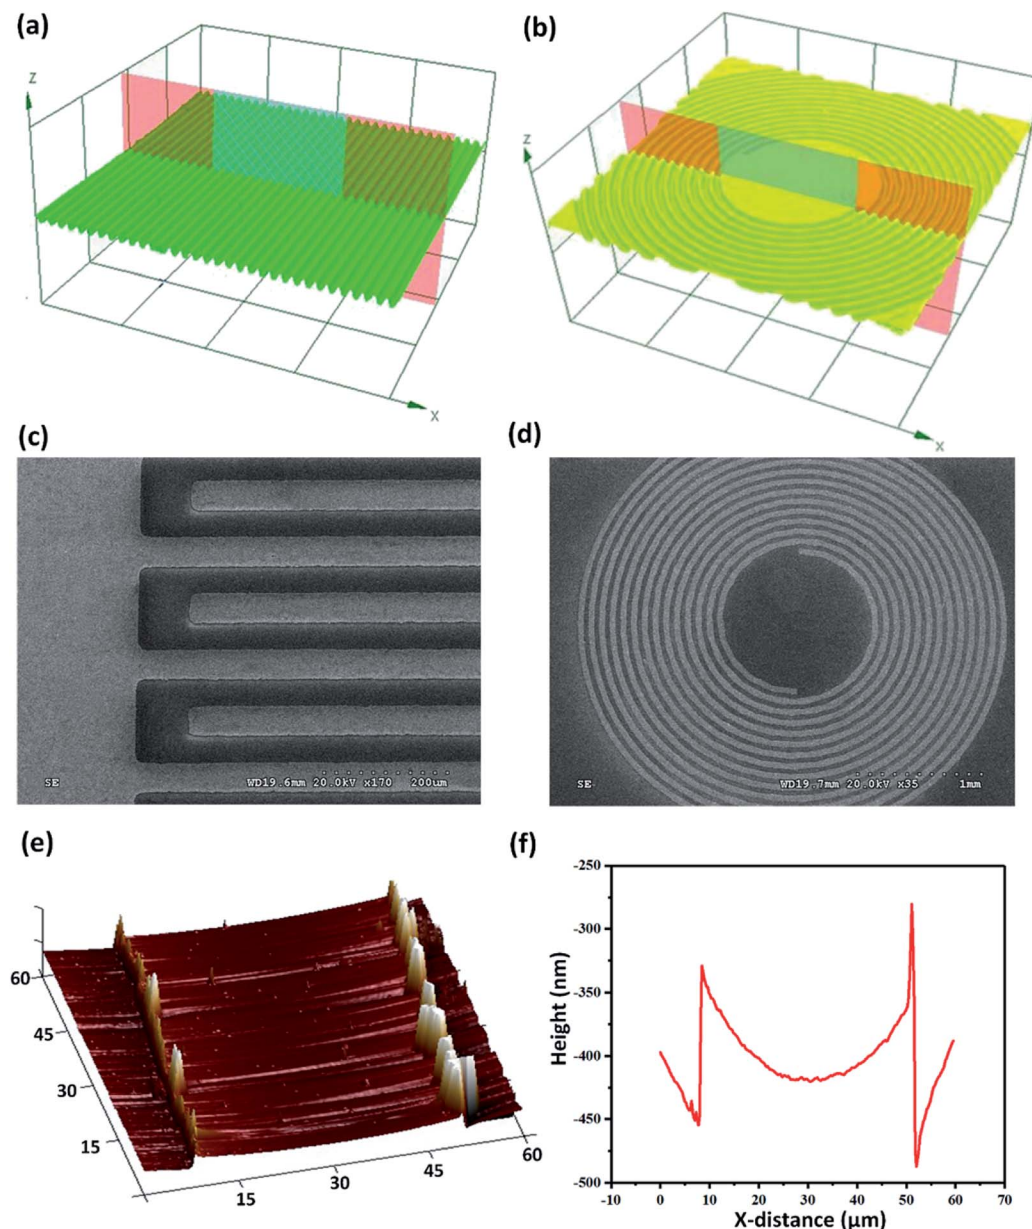 (a)
z
x
(b)
z
x
(c)
SE
WD19.6mm 20.0kV x170 200um
(d)
SE
WD19.7mm 20.0kV x35 1mm
(e)
60
45
30
15
15
30
45
60
(f)
-250
-300
-350
-400
-450
-500
Height (nm)
-10 0 10 20 30 40 50 60 70
X-distance (μm)